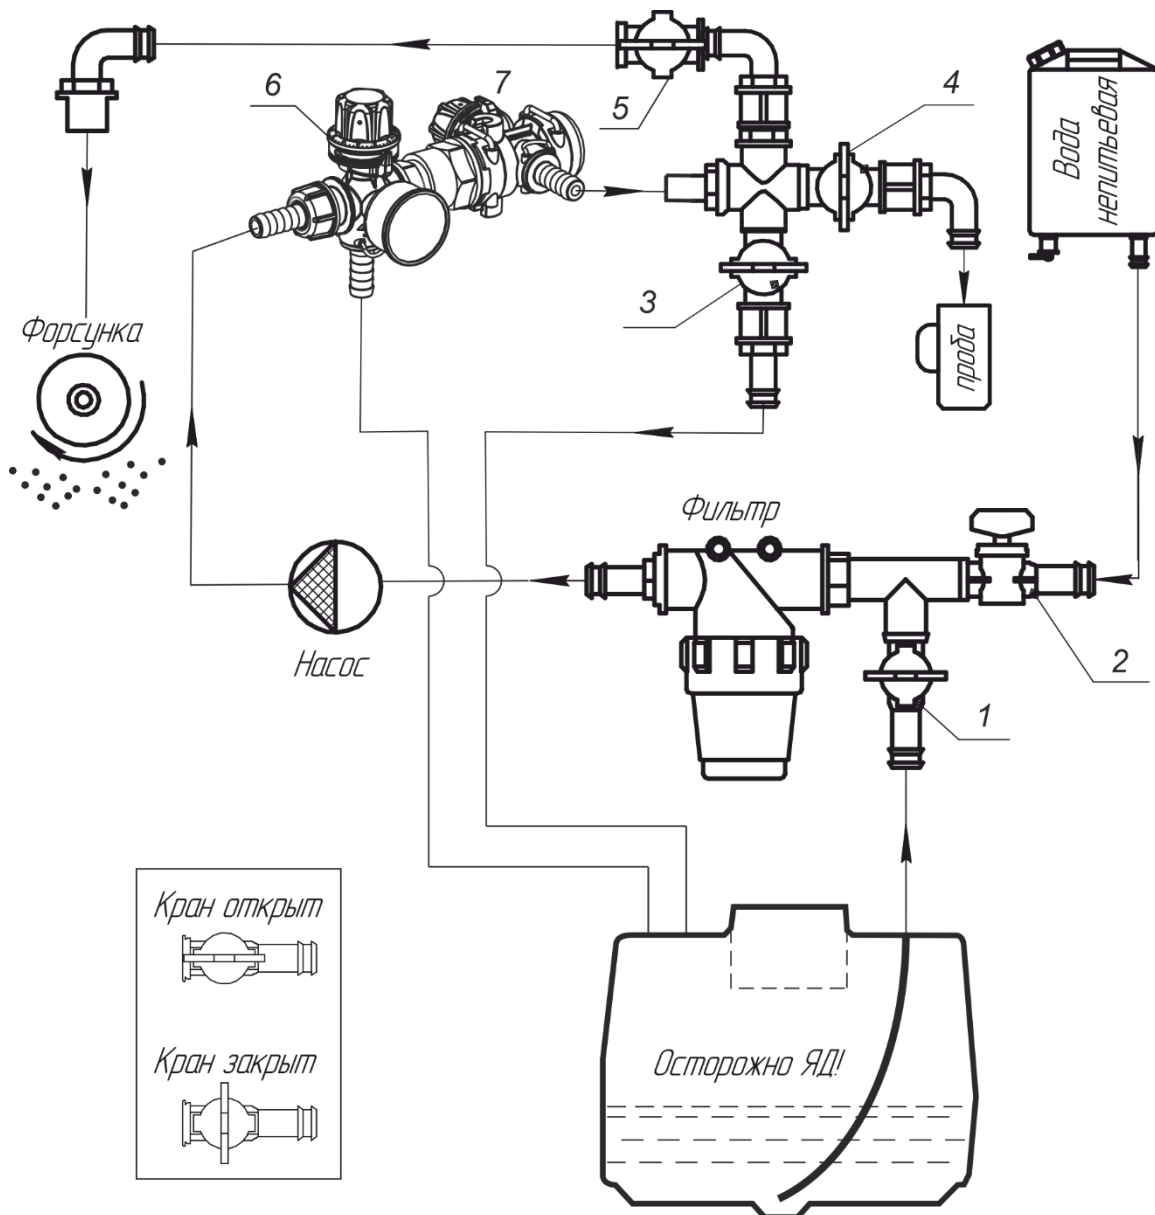 5
6
7
4
Вода
непитьевая
3
Форсунка
проба
Фильтр
Насос
2
1
Кран открыт
Кран закрыт
Осторожно ЯД!